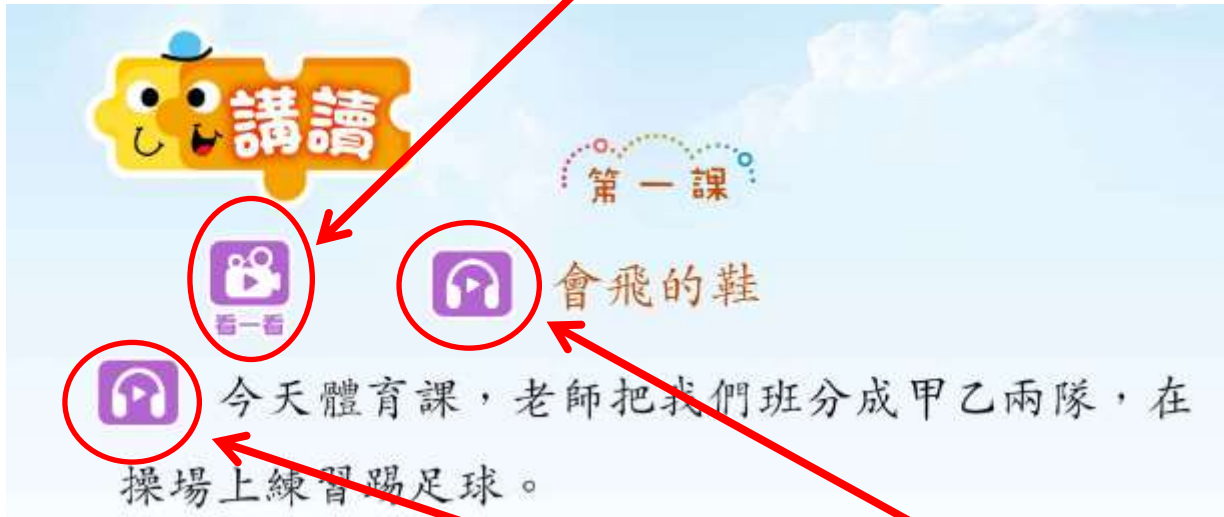 講讀
第一課
會飛的鞋
看一看
今天體育課，老師把我們班分成甲乙兩隊，在
操場上練習踢足球。